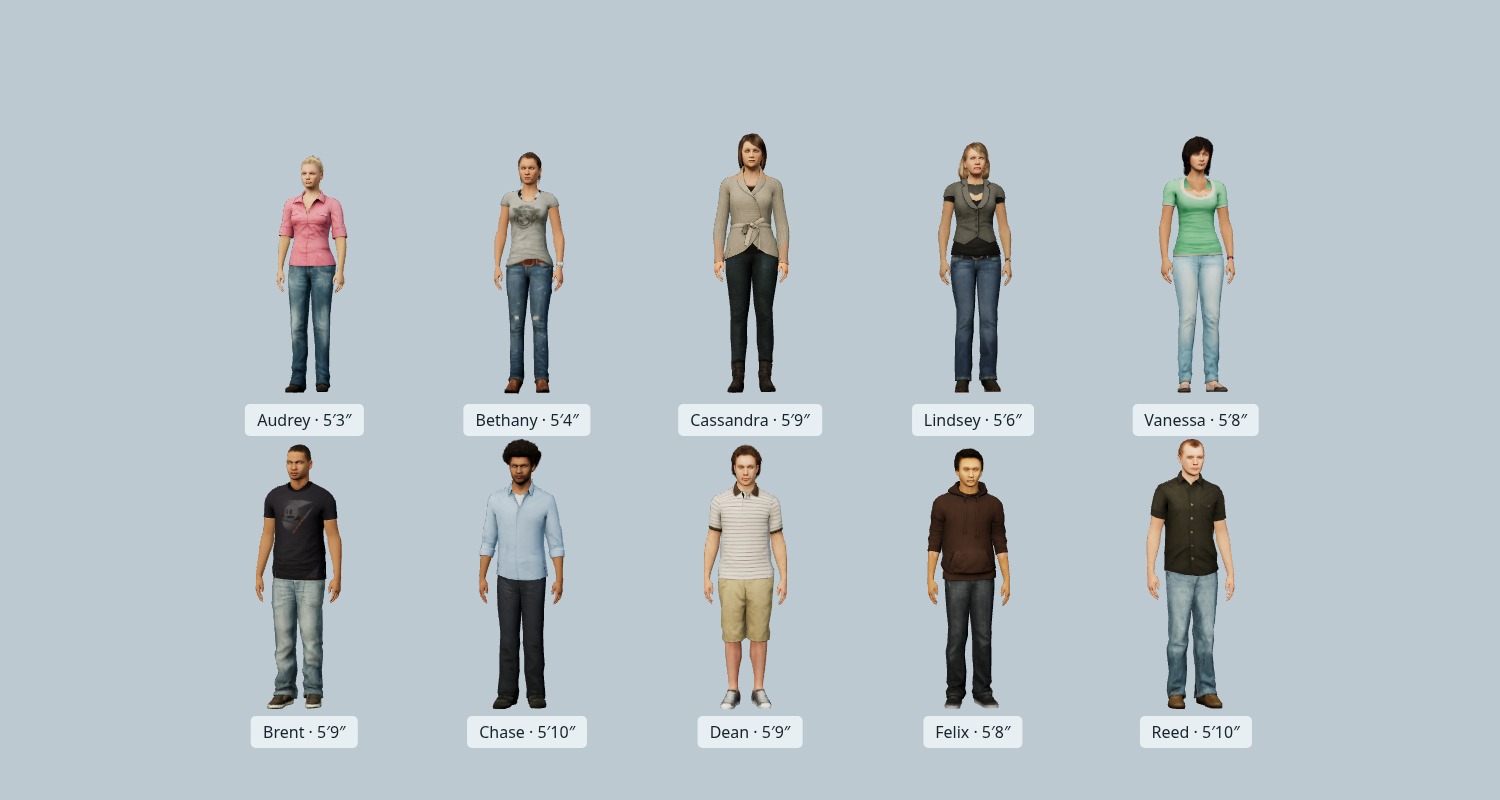 Audrey · 5′3″
Bethany · 5′4″
Cassandra · 5′9″
Lindsey · 5′6″
Vanessa · 5′8″
Brent · 5′9″
Chase · 5′10″
Dean · 5′9″
Felix · 5′8″
Reed · 5′10″